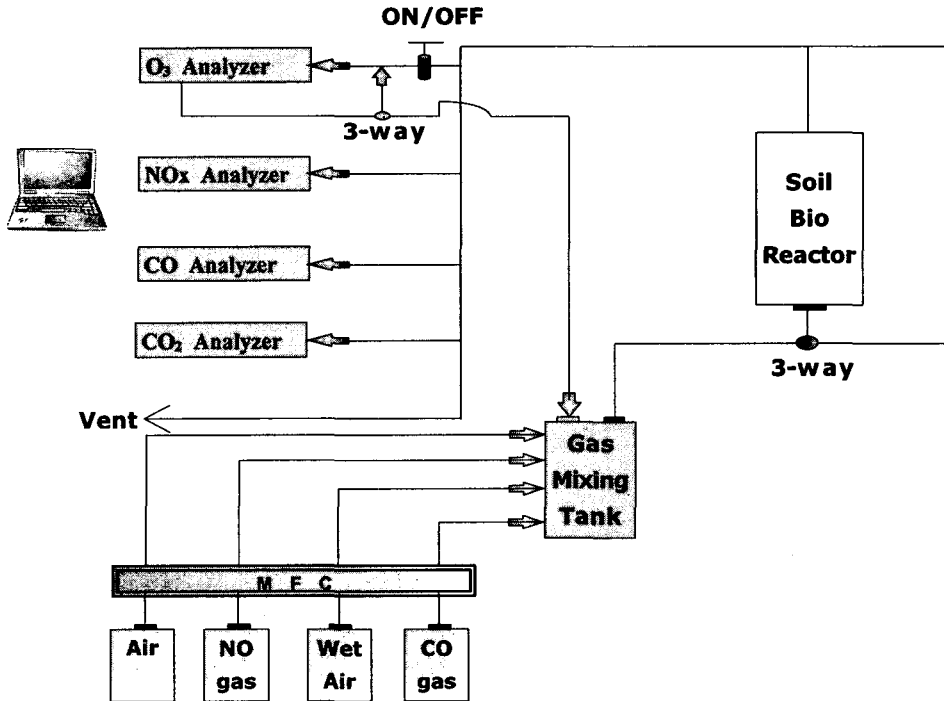 ON/OFF
O₃ Analyzer
3-way
NOx Analyzer
Soil
Bio
Reactor
CO Analyzer
CO₂ Analyzer
3-way
Vent
Gas
Mixing
Tank
M F C
Air
NO
gas
Wet
Air
CO
gas